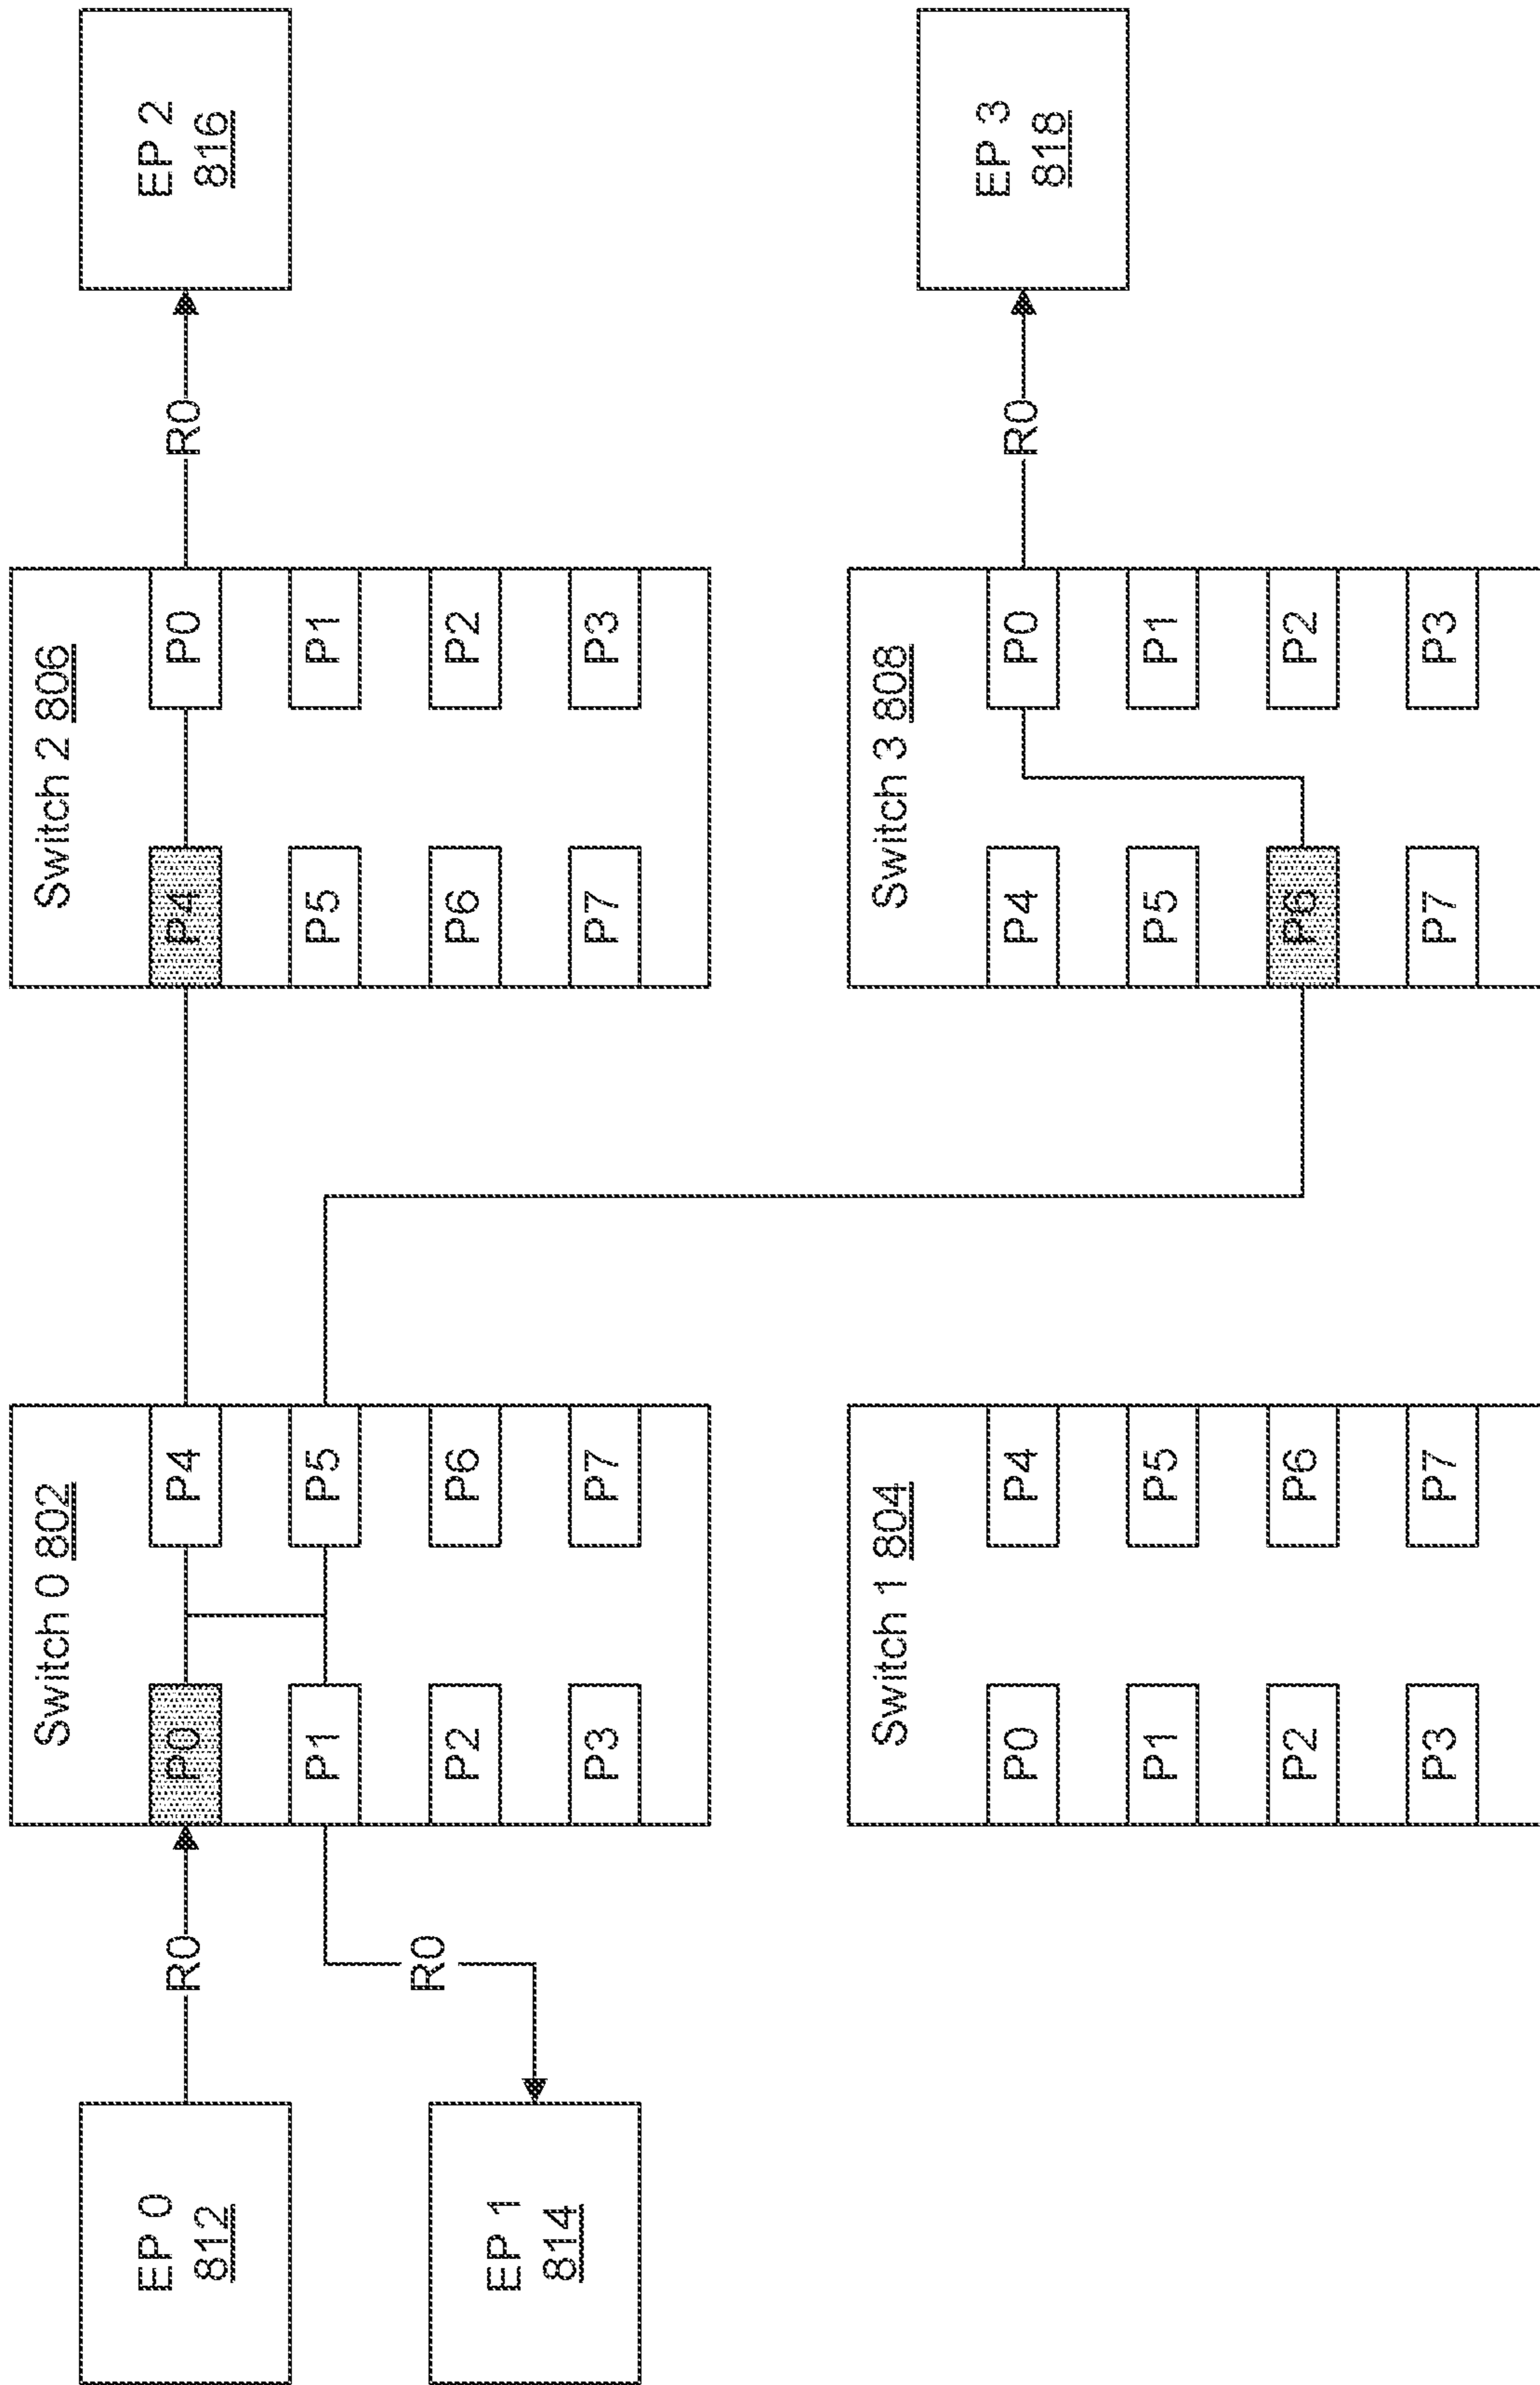 EP 0
812
R0
EP 1
814
R0
Switch 0 802
P0
P4
P1
P5
P2
P6
P3
P7
Switch 2 806
P4
P0
P5
P1
P6
P2
P7
P3
R0
EP 2
816
Switch 1 804
P0
P4
P1
P5
P2
P6
P3
P7
Switch 3 808
P4
P0
P5
P1
P6
P2
P7
P3
R0
EP 3
818